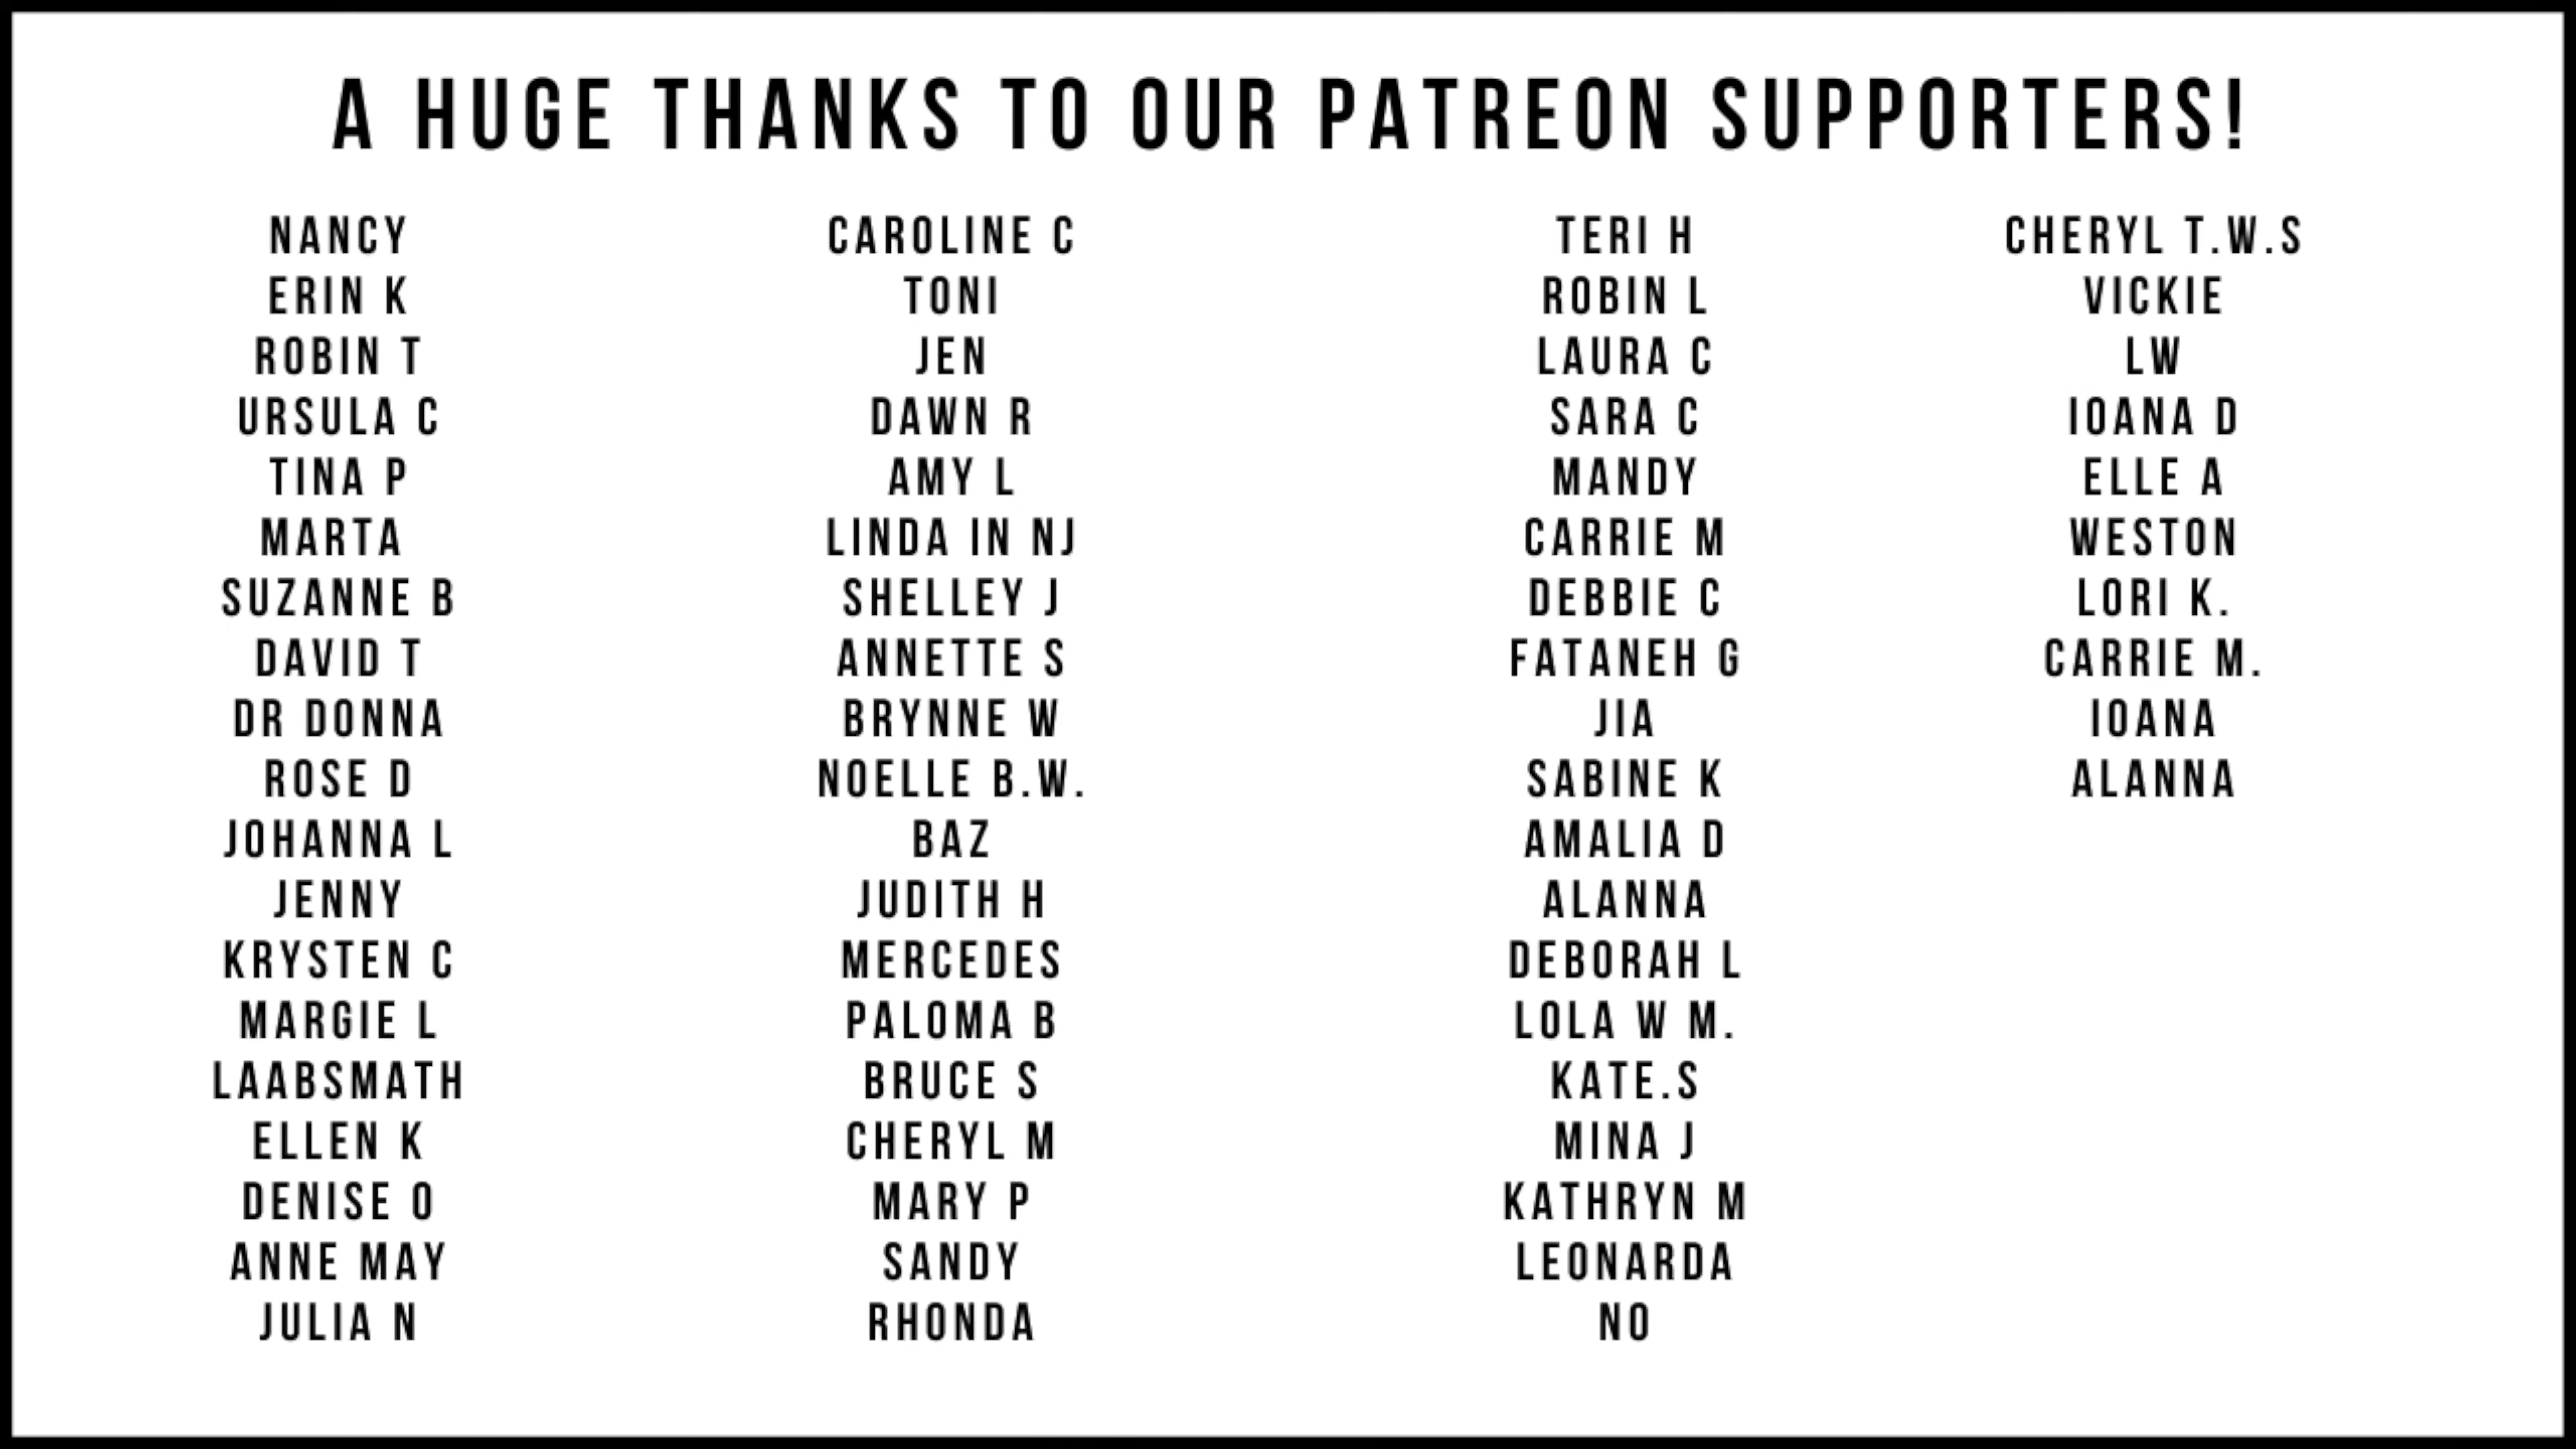 A HUGE THANKS TO OUR PATREON SUPPORTERS!
NANCY
ERIN K
ROBIN T
URSULA C
TINA P
MARTA
SUZANNE B
DAVID T
DR DONNA
ROSE D
JOHANNA L
JENNY
KRYSTEN C
MARGIE L
LAABSMATH
ELLEN K
DENISE O
ANNE MAY
JULIA N
CAROLINE C
TONI
JEN
DAWN R
AMY L
LINDA IN NJ
SHELLEY J
ANNETTE S
BRYNNE W
NOELLE B.W.
BAZ
JUDITH H
MERCEDES
PALOMA B
BRUCE S
CHERYL M
MARY P
SANDY
RHONDA
TERI H
ROBIN L
LAURA C
SARA C
MANDY
CARRIE M
DEBBIE C
FATANEH G
JIA
SABINE K
AMALIA D
ALANNA
DEBORAH L
LOLA W M.
KATE.S
MINA J
KATHRYN M
LEONARDA
NO
CHERYL T.W.S
VICKIE
LW
IOANA D
ELLE A
WESTON
LORI K.
CARRIE M.
IOANA
ALANNA